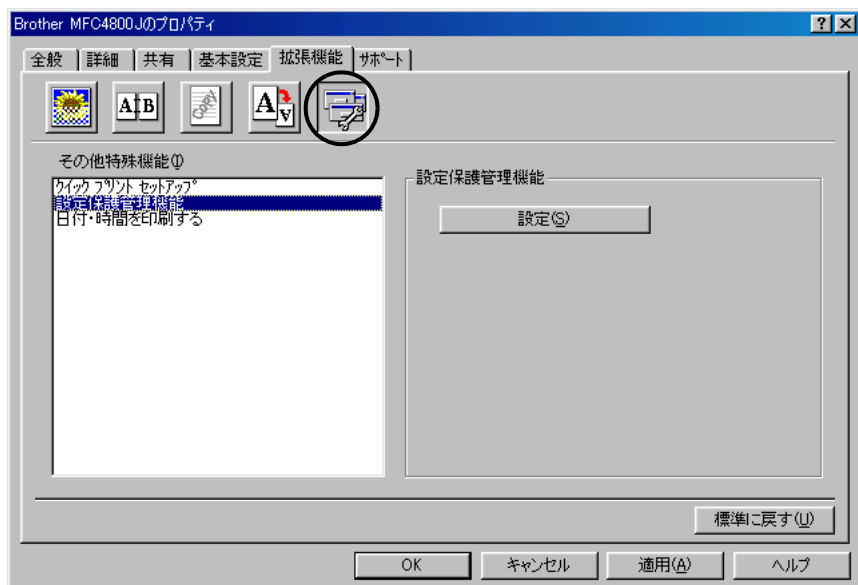 Brother MFC4800Jのプロパティ
全般 詳細 共有 基本設定 拡張機能 サポート
A B
Copy
A A
その他特殊機能(I)
クイック プリント セットアップ
設定保護管理機能
日付・時間を印刷する
設定保護管理機能
設定(S)
標準に戻す(U)
OK キャンセル 適用(A) ヘルプ